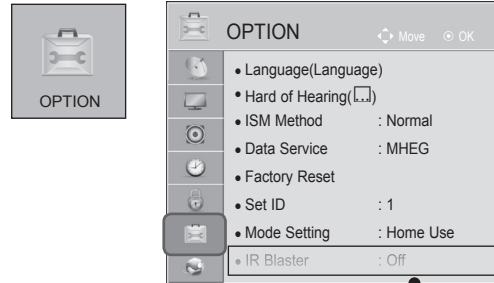 OPTION
OPTION
Move OK
• Language(Language)
• Hard of Hearing( )
• ISM Method : Normal
• Data Service : MHEG
• Factory Reset
• Set ID : 1
• Mode Setting : Home Use
• IR Blaster : Off